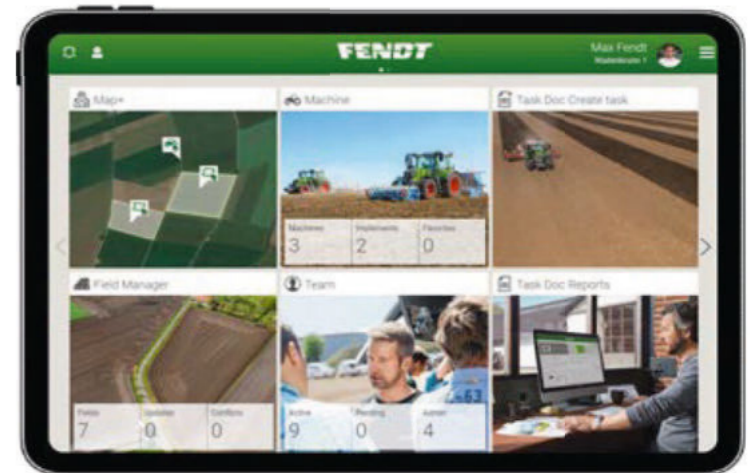 FENDT
Max Fendt
Map+
Machine
Task Doc Create task
Machines
Implements
Favorites
3
2
0
Field Manager
Team
Task Doc Reports
Fields
Updates
Conflicts
7
0
0
Active
Pending
Admin
9
0
4
-63